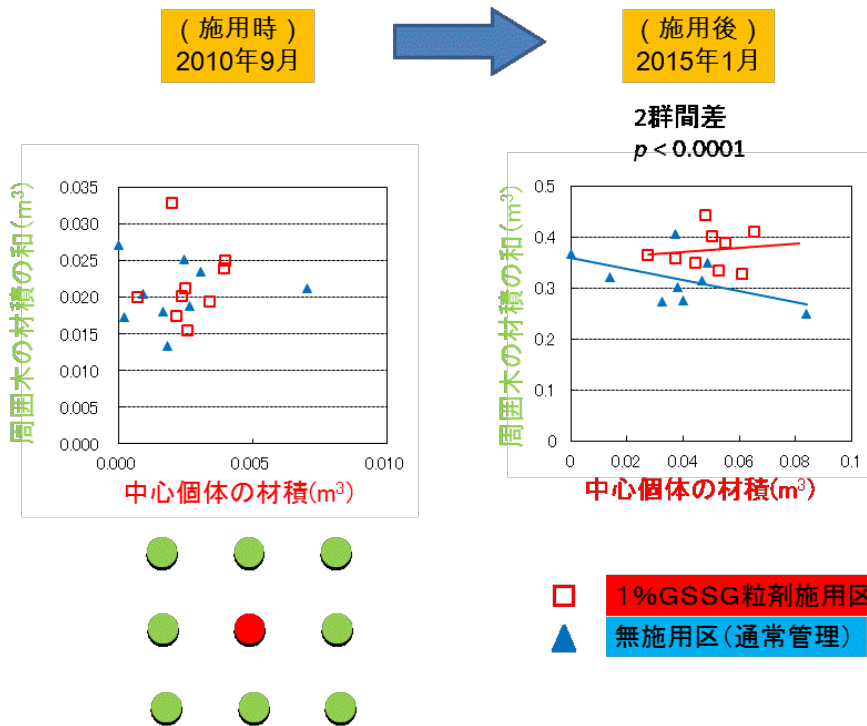 (施用時)
2010年9月
(施用後)
2015年1月
2群間差
p < 0.0001
周囲木の材積の和(m³)
0.035
0.030
0.025
0.020
0.015
0.010
0.005
0.000
0.000 0.005 0.010
中心個体の材積(m³)
周囲木の材積の和(m³)
0.5
0.4
0.3
0.2
0.1
0
0 0.02 0.04 0.06 0.08 0.1
中心個体の材積(m³)
1%GSSG粒剤施用区
無施用区(通常管理)